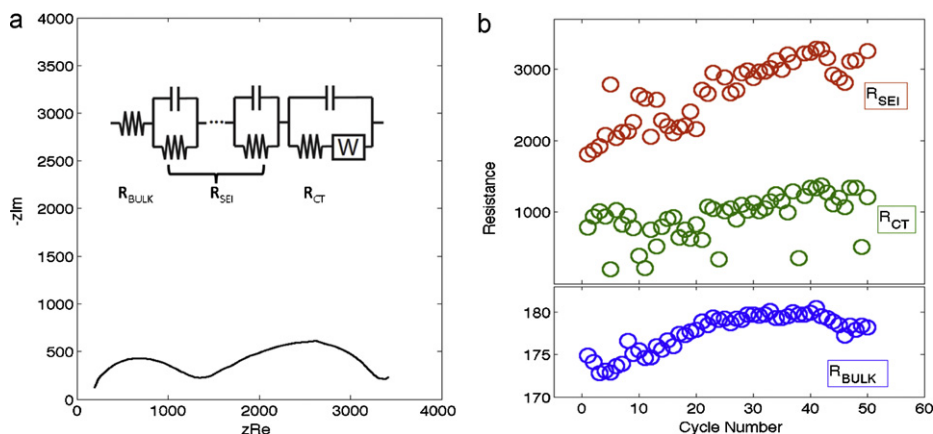 a
4000
3500
3000
2500
2000
1500
1000
500
0
-zIm
0 1000 2000 3000 4000
zRe
W
R BULK R SEI R CT
b
3000
2000
1000
180
175
170
Resistance
R SEI
R CT
R BULK
0 10 20 30 40 50 60
Cycle Number